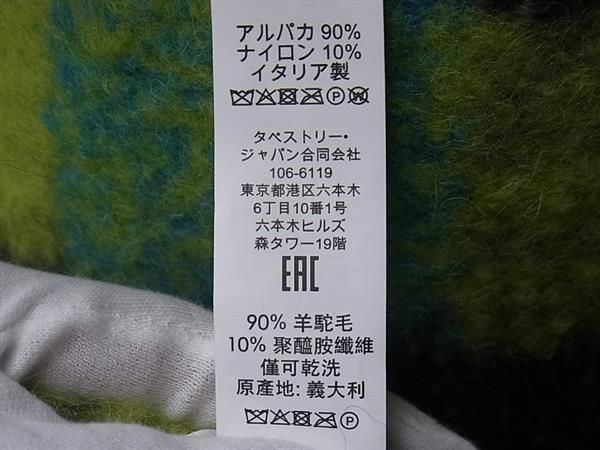 アルパカ 90%
ナイロン 10%
イタリア製
P W
タペストリー・
ジャパン合同会社
106-6119
東京都港区六本木
6丁目10番1号
六本木ヒルズ
森タワー19階
EAC
90% 羊駝毛
10% 聚醯胺纖維
僅可乾洗
原產地: 義大利
P